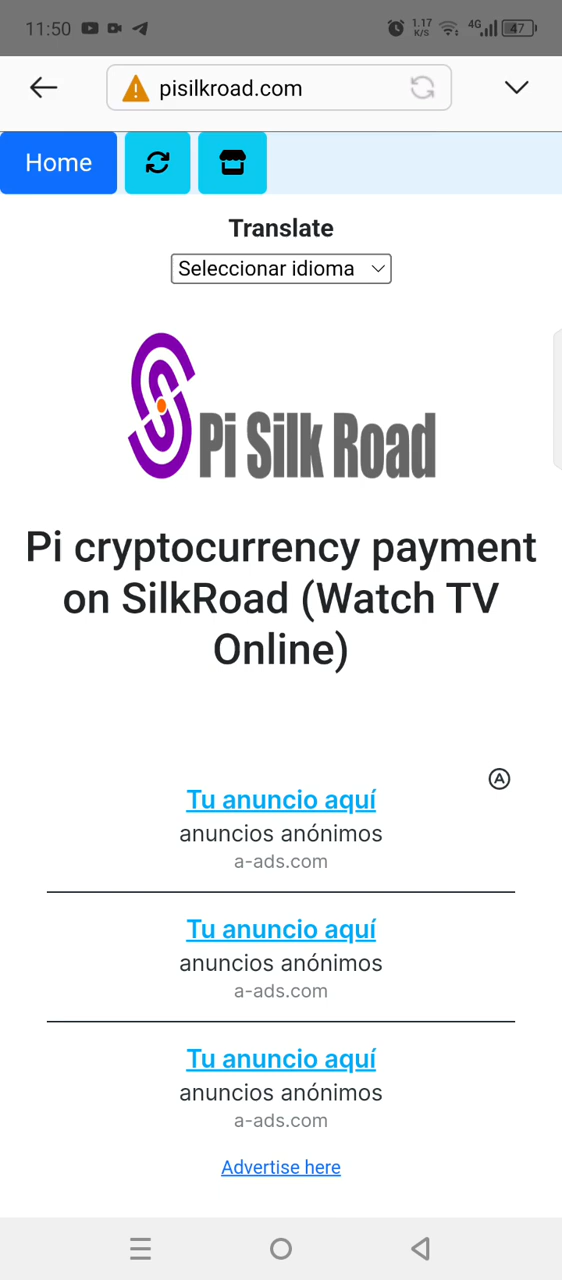 11:50
1.17
K/S
4G
47
pisilkroad.com
Home
Translate
Seleccionar idioma
Pi Silk Road
Pi cryptocurrency payment
on SilkRoad (Watch TV
Online)
A
Tu anuncio aquí
anuncios anónimos
a-ads.com
Tu anuncio aquí
anuncios anónimos
a-ads.com
Tu anuncio aquí
anuncios anónimos
a-ads.com
Advertise here